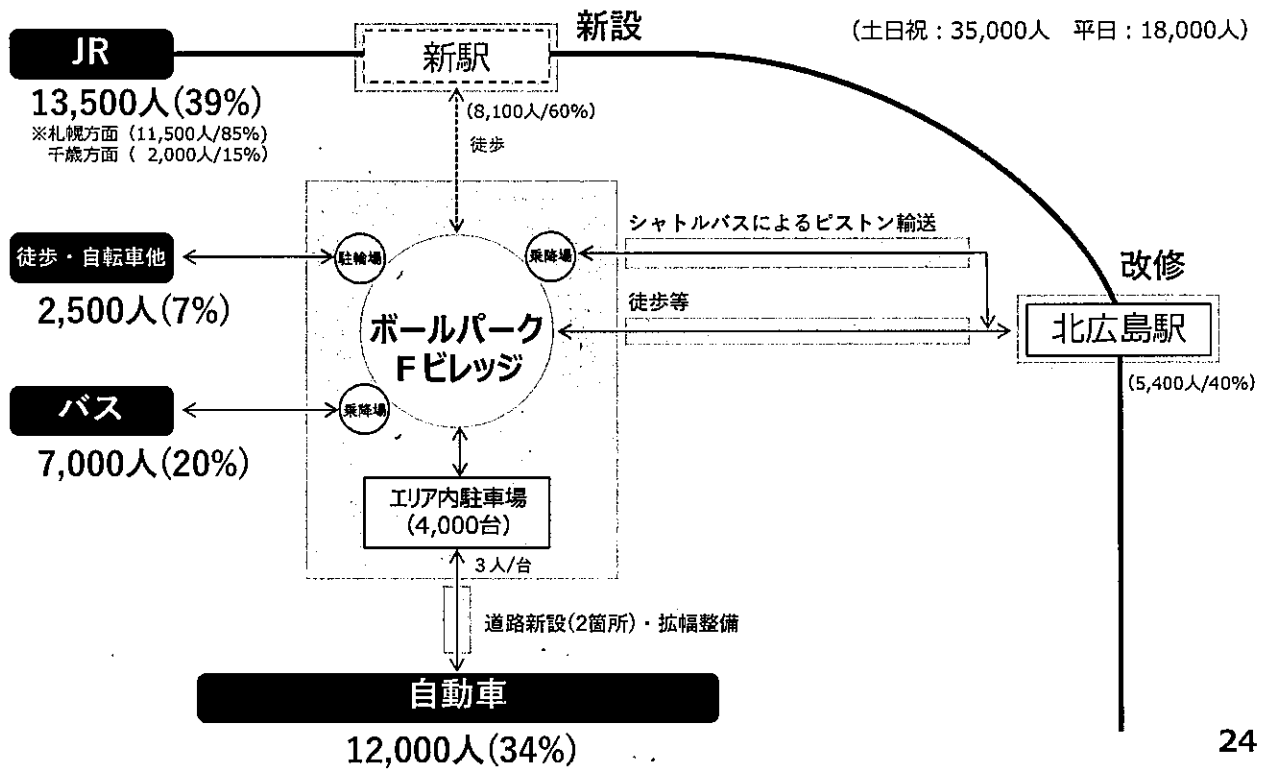 新設
(土日祝：35,000人　平日：18,000人)
JR
新駅
13,500人(39%)
※札幌方面（11,500人/85%)
千歳方面（ 2,000人/15%）
(8,100人/60%)
徒歩
シャトルバスによるピストン輸送
徒歩・自転車他
駐輪場
乗降場
改修
2,500人(7%)
徒歩等
ボールパーク
Fビレッジ
北広島駅
(5,400人/40%)
バス
乗降場
7,000人(20%)
エリア内駐車場
(4,000台)
3人/台
道路新設(2箇所)・拡幅整備
自動車
12,000人(34%)
24